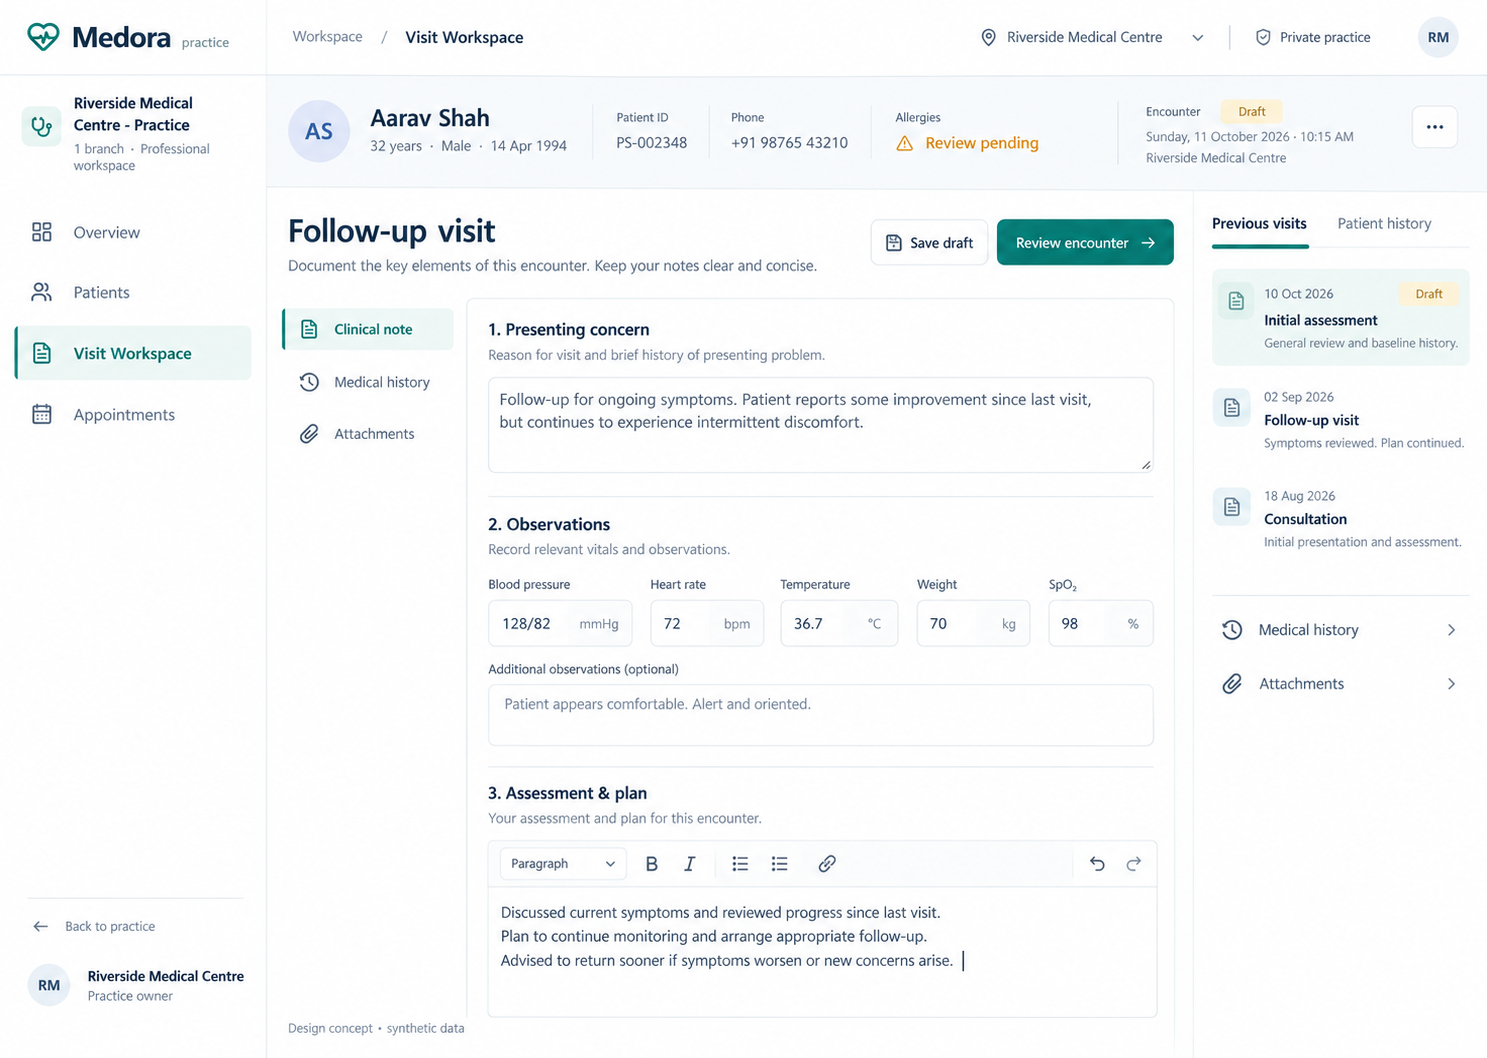 Medora practice
Workspace / Visit Workspace
Riverside Medical Centre
Private practice
RM
Riverside Medical
Centre - Practice
1 branch · Professional
workspace
Overview
Patients
Visit Workspace
Appointments
Back to practice
RM
Riverside Medical Centre
Practice owner
AS
Aarav Shah
32 years · Male · 14 Apr 1994
Patient ID
PS-002348
Phone
+91 98765 43210
Allergies
Review pending
Encounter Draft
Sunday, 11 October 2026 · 10:15 AM
Riverside Medical Centre
Follow-up visit
Document the key elements of this encounter. Keep your notes clear and concise.
Save draft
Review encounter
Clinical note
Medical history
Attachments
1. Presenting concern
Reason for visit and brief history of presenting problem.
Follow-up for ongoing symptoms. Patient reports some improvement since last visit,
but continues to experience intermittent discomfort.
2. Observations
Record relevant vitals and observations.
Blood pressure
128/82 mmHg
Heart rate
72 bpm
Temperature
36.7 °C
Weight
70 kg
SpO₂
98 %
Additional observations (optional)
Patient appears comfortable. Alert and oriented.
3. Assessment & plan
Your assessment and plan for this encounter.
Paragraph B I
Discussed current symptoms and reviewed progress since last visit.
Plan to continue monitoring and arrange appropriate follow-up.
Advised to return sooner if symptoms worsen or new concerns arise.
Design concept • synthetic data
Previous visits
Patient history
10 Oct 2026 Draft
Initial assessment
General review and baseline history.
02 Sep 2026
Follow-up visit
Symptoms reviewed. Plan continued.
18 Aug 2026
Consultation
Initial presentation and assessment.
Medical history
Attachments